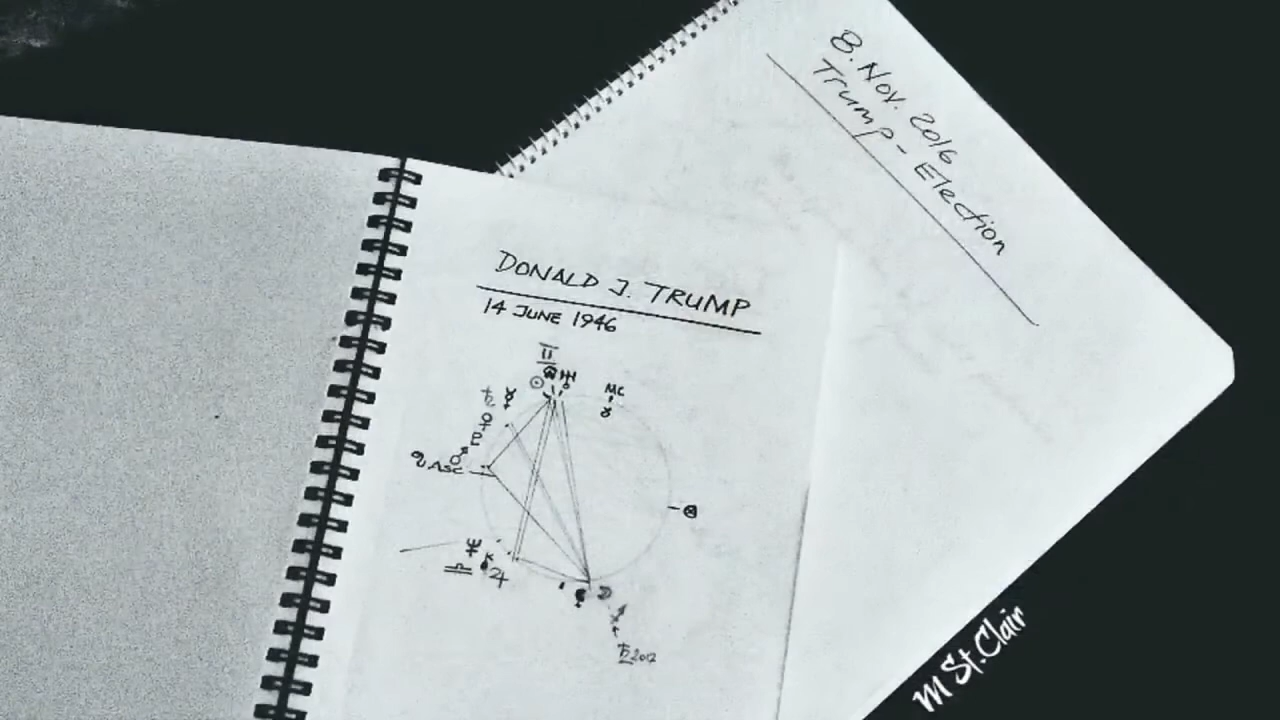 8. Nov. 2016
Trump - Election
DONALD J. TRUMP
14 JUNE 1946
♊
☊ ♅
☉
MC
♉
♄ ☿
♀
♇
♂
♌ ASC
⊗
♆
♎ ♃
☽
♐
♄ 2017
M St.Clair